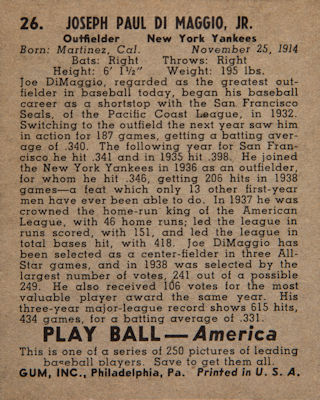 26. JOSEPH PAUL DI MAGGIO, JR.
Outfielder New York Yankees
Born: Martinez, Cal. November 25, 1914
Bats: Right Throws: Right
Height: 6' 1½" Weight: 195 lbs.
Joe DiMaggio, regarded as the greatest out-
fielder in baseball today, began his baseball
career as a shortstop with the San Francisco
Seals, of the Pacific Coast League, in 1932.
Switching to the outfield the next year saw him
in action for 187 games, getting a batting aver-
age of .340. The following year for San Fran-
cisco he hit .341 and in 1935 hit .398. He joined
the New York Yankees in 1936 as an outfielder,
for whom he hit .346, getting 206 hits in 1938
games—a feat which only 13 other first-year
men have ever been able to do. In 1937 he was
crowned the home-run king of the American
League, with 46 home runs; led the league in
runs scored, with 151, and led the league in
total bases hit, with 418. Joe DiMaggio has
been selected as a center-fielder in three All-
Star games, and in 1938 was selected by the
largest number of votes, 241 out of a possible
249. He also received 106 votes for the most
valuable player award the same year. His
three-year major-league record shows 615 hits,
434 games, for a batting average of .331.
PLAY BALL—America
This is one of a series of 250 pictures of leading
baseball players. Save to get them all.
GUM, INC., Philadelphia, Pa. Printed in U. S. A.